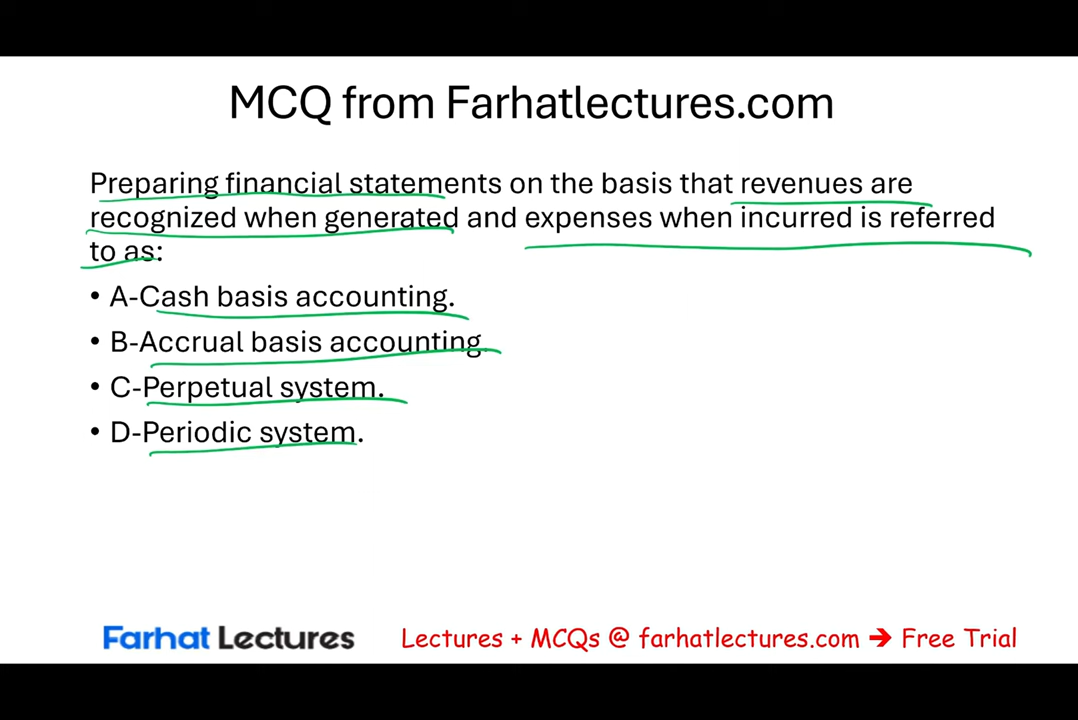 MCQ from Farhatlectures.com
Preparing financial statements on the basis that revenues are
recognized when generated and expenses when incurred is referred
to as:
• A-Cash basis accounting.
• B-Accrual basis accounting.
• C-Perpetual system.
• D-Periodic system.
Farhat Lectures
Lectures + MCQs @ farhatlectures.com → Free Trial